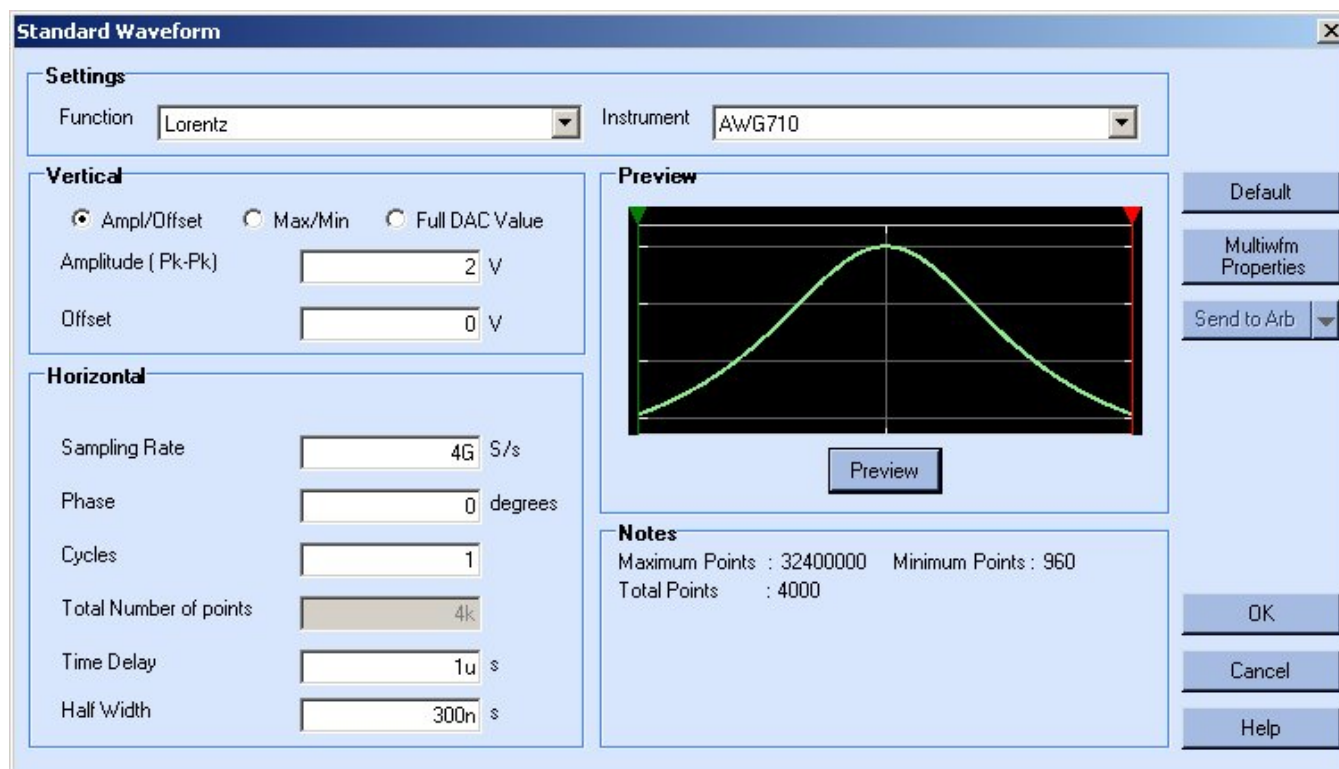 Standard Waveform
Settings
Function Lorentz Instrument AWG710
Vertical
Ampl/Offset Max/Min Full DAC Value
Amplitude ( Pk-Pk) 2 V
Offset 0 V
Horizontal
Sampling Rate 4G S/s
Phase 0 degrees
Cycles 1
Total Number of points 4k
Time Delay 1u s
Half Width 300n s
Preview
Preview
Notes
Maximum Points : 32400000 Minimum Points : 960
Total Points : 4000
Default
Multiwfm
Properties
Send to Arb
OK
Cancel
Help